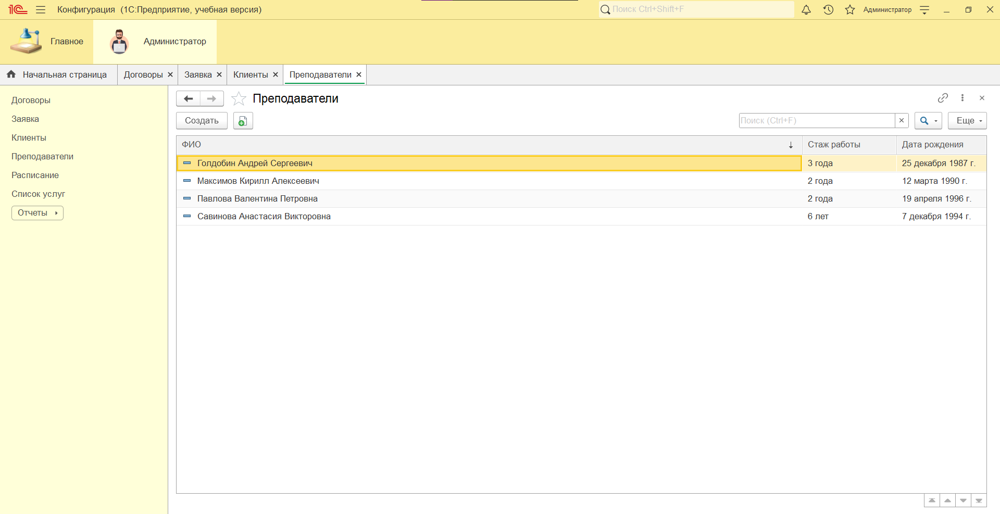 1С Конфигурация (1С:Предприятие, учебная версия) Поиск Ctrl+Shift+F Администратор
Главное Администратор
Начальная страница Договоры Заявка Клиенты Преподаватели
Договоры
Заявка
Клиенты
Преподаватели
Расписание
Список услуг
Отчеты
Преподаватели
Создать Поиск (Ctrl+F) Еще
ФИО Стаж работы Дата рождения
Голдобин Андрей Сергеевич 3 года 25 декабря 1987 г.
Максимов Кирилл Алексеевич 2 года 12 марта 1990 г.
Павлова Валентина Петровна 2 года 19 апреля 1996 г.
Савинова Анастасия Викторовна 6 лет 7 декабря 1994 г.